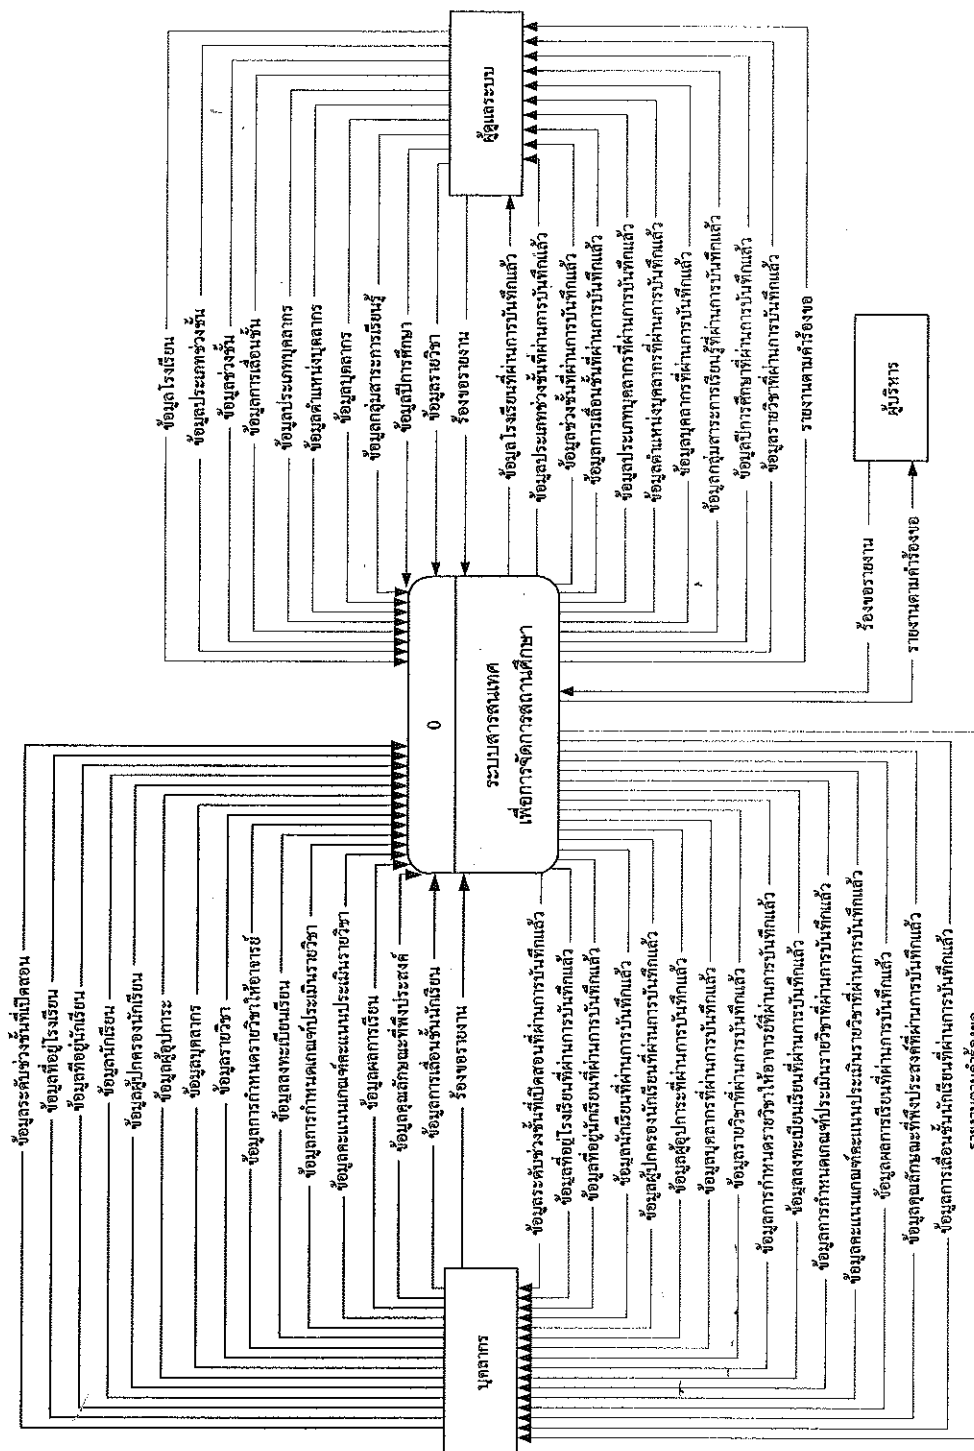 ข้อมูลระดับช่วงชั้นที่เปิดสอน
ข้อมูลที่อยู่โรงเรียน
ข้อมูลที่อยู่นักเรียน
ข้อมูลนักเรียน
ข้อมูลผู้ปกครองนักเรียน
ข้อมูลผู้อุปการะ
ข้อมูลบุคลากร
ข้อมูลรายวิชา
ข้อมูลการกำหนดรายวิชาให้อาจารย์
ข้อมูลลงทะเบียนเรียน
ข้อมูลการกำหนดเกณฑ์ประเมินรายวิชา
ข้อมูลคะแนนเกณฑ์คะแนนประเมินรายวิชา
ข้อมูลผลการเรียน
ข้อมูลคุณลักษณะที่พึงประสงค์
ข้อมูลการเลื่อนชั้นนักเรียน
ร้องขอรายงาน
บุคลากร
ข้อมูลระดับช่วงชั้นที่เปิดสอนที่ผ่านการบันทึกแล้ว
ข้อมูลที่อยู่โรงเรียนที่ผ่านการบันทึกแล้ว
ข้อมูลที่อยู่นักเรียนที่ผ่านการบันทึกแล้ว
ข้อมูลนักเรียนที่ผ่านการบันทึกแล้ว
ข้อมูลผู้ปกครองนักเรียนที่ผ่านการบันทึกแล้ว
ข้อมูลผู้อุปการะที่ผ่านการบันทึกแล้ว
ข้อมูลบุคลากรที่ผ่านการบันทึกแล้ว
ข้อมูลรายวิชาที่ผ่านการบันทึกแล้ว
ข้อมูลการกำหนดรายวิชาให้อาจารย์ที่ผ่านการบันทึกแล้ว
ข้อมูลลงทะเบียนเรียนที่ผ่านการบันทึกแล้ว
ข้อมูลการกำหนดเกณฑ์ประเมินรายวิชาที่ผ่านการบันทึกแล้ว
ข้อมูลคะแนนเกณฑ์คะแนนประเมินรายวิชาที่ผ่านการบันทึกแล้ว
ข้อมูลผลการเรียนที่ผ่านการบันทึกแล้ว
ข้อมูลคุณลักษณะที่พึงประสงค์ที่ผ่านการบันทึกแล้ว
ข้อมูลการเลื่อนชั้นนักเรียนที่ผ่านการบันทึกแล้ว
รายงานตามคำร้องขอ
0
ระบบสารสนเทศ
เพื่อการจัดการสถานศึกษา
ข้อมูลโรงเรียน
ข้อมูลประเภทช่วงชั้น
ข้อมูลช่วงชั้น
ข้อมูลการเลื่อนชั้น
ข้อมูลประเภทบุคลากร
ข้อมูลตำแหน่งบุคลากร
ข้อมูลบุคลากร
ข้อมูลกลุ่มสาระการเรียนรู้
ข้อมูลปีการศึกษา
ข้อมูลรายวิชา
ร้องขอรายงาน
ผู้ดูแลระบบ
ข้อมูลโรงเรียนที่ผ่านการบันทึกแล้ว
ข้อมูลประเภทช่วงชั้นที่ผ่านการบันทึกแล้ว
ข้อมูลช่วงชั้นที่ผ่านการบันทึกแล้ว
ข้อมูลการเลื่อนชั้นที่ผ่านการบันทึกแล้ว
ข้อมูลประเภทบุคลากรที่ผ่านการบันทึกแล้ว
ข้อมูลตำแหน่งบุคลากรที่ผ่านการบันทึกแล้ว
ข้อมูลบุคลากรที่ผ่านการบันทึกแล้ว
ข้อมูลกลุ่มสาระการเรียนรู้ที่ผ่านการบันทึกแล้ว
ข้อมูลปีการศึกษาที่ผ่านการบันทึกแล้ว
ข้อมูลรายวิชาที่ผ่านการบันทึกแล้ว
รายงานตามคำร้องขอ
ร้องขอรายงาน
รายงานตามคำร้องขอ
ผู้บริหาร